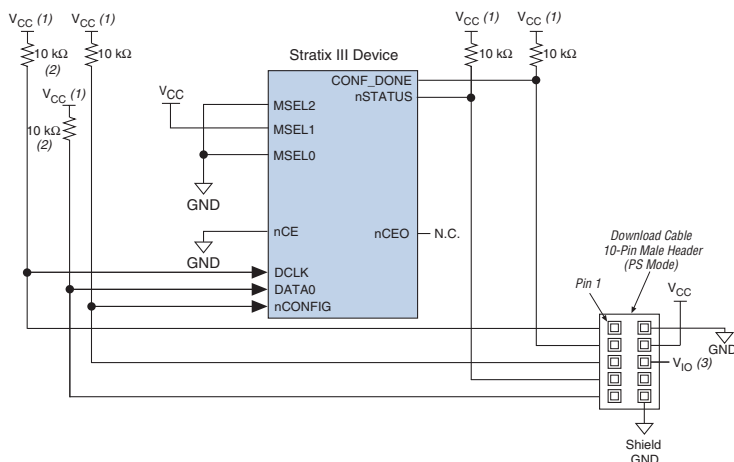 VCC (1)
VCC (1)
VCC (1)
VCC (1)
10 kΩ
(2)
10 kΩ
10 kΩ
10 kΩ
Stratix III Device
VCC (1)
10 kΩ
(2)
VCC
CONF_DONE
nSTATUS
MSEL2
MSEL1
MSEL0
GND
nCE
nCEO
N.C.
GND
DCLK
DATA0
nCONFIG
Download Cable
10-Pin Male Header
(PS Mode)
Pin 1
VCC
GND
VIO (3)
Shield
GND